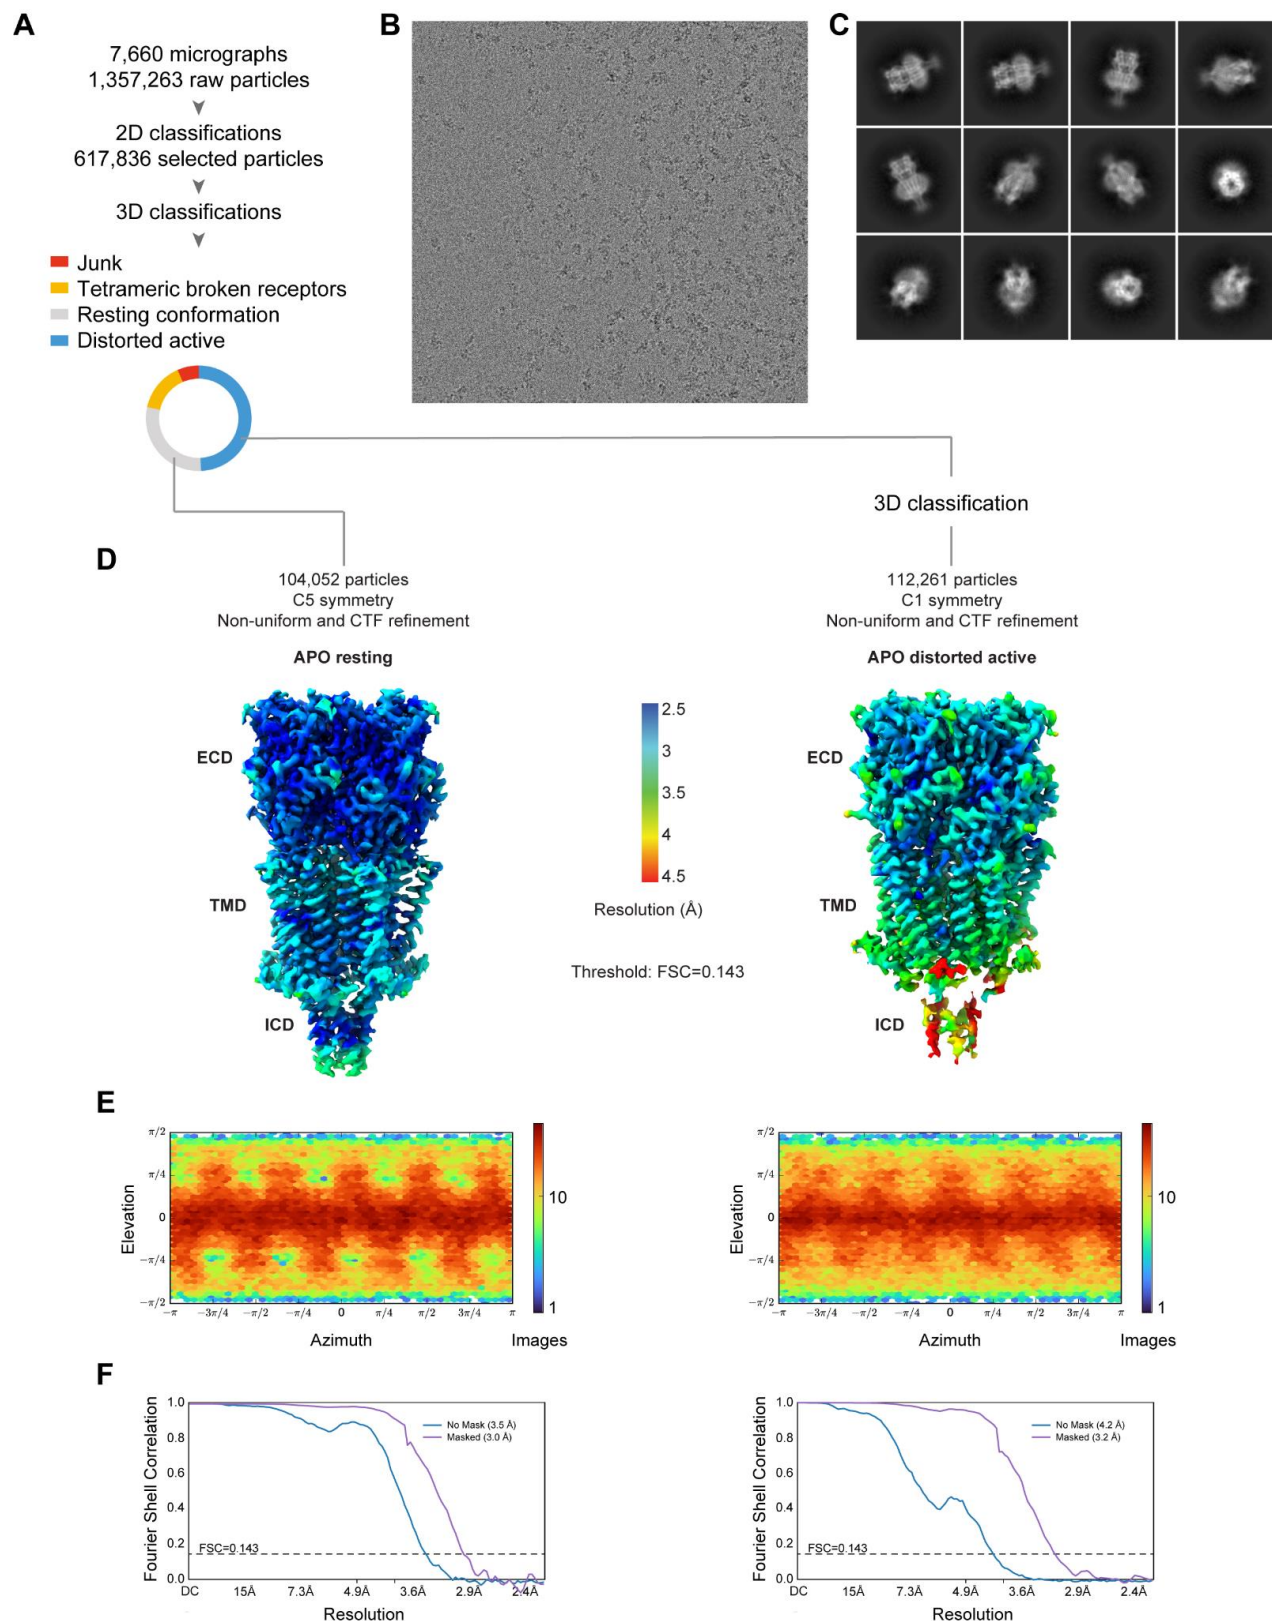 A
7,660 micrographs
1,357,263 raw particles
2D classifications
617,836 selected particles
3D classifications
Junk
Tetrameric broken receptors
Resting conformation
Distorted active
B
C
3D classification
D
104,052 particles
C5 symmetry
Non-uniform and CTF refinement
APO resting
112,261 particles
C1 symmetry
Non-uniform and CTF refinement
APO distorted active
ECD
TMD
ICD
2.5
3
3.5
4
4.5
Resolution (Å)
Threshold: FSC=0.143
ECD
TMD
ICD
E
Elevation
π/2
π/4
0
−π/4
−π/2
−π −3π/4 −π/2 −π/4 0 π/4 π/2 3π/4 π
Azimuth
10
1
Images
Elevation
π/2
π/4
0
−π/4
−π/2
−π −3π/4 −π/2 −π/4 0 π/4 π/2 3π/4 π
Azimuth
10
1
Images
F
Fourier Shell Correlation
1.0
0.8
0.6
0.4
0.2
0.0
No Mask (3.5 Å)
Masked (3.0 Å)
FSC=0.143
DC 15Å 7.3Å 4.9Å 3.6Å 2.9Å 2.4Å
Resolution
Fourier Shell Correlation
1.0
0.8
0.6
0.4
0.2
0.0
No Mask (4.2 Å)
Masked (3.2 Å)
FSC=0.143
DC 15Å 7.3Å 4.9Å 3.6Å 2.9Å 2.4Å
Resolution